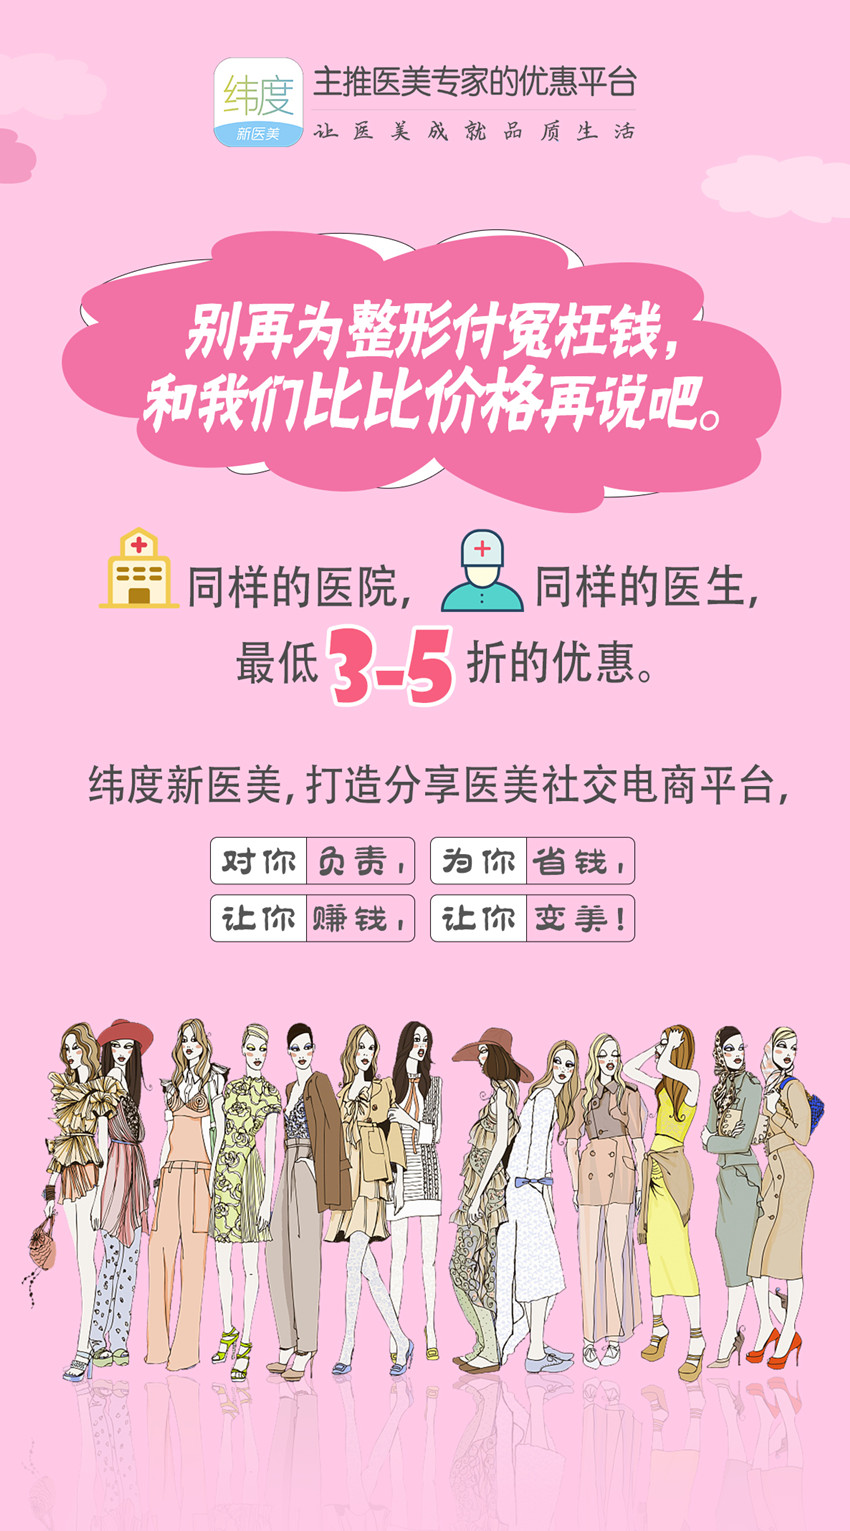 纬度
新医美
主推医美专家的优惠平台
让医美成就品质生活
别再为整形付冤枉钱，
和我们比比价格再说吧。
同样的医院，同样的医生，
最低3-5折的优惠。
纬度新医美，打造分享医美社交电商平台，
对你负责，为你省钱，
让你赚钱，让你变美！